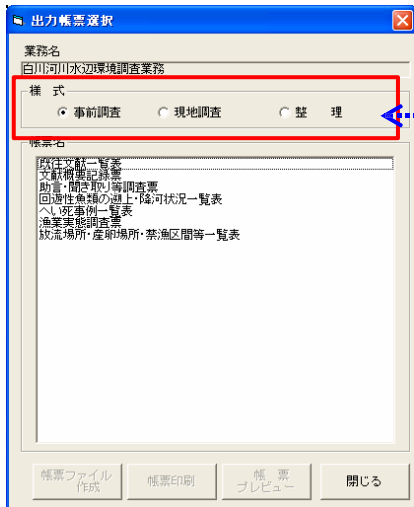 出力帳票選択
業務名
白川河川水辺環境調査業務
様 式
事前調査 現地調査 整 理
帳票名
既往文献一覧表
文献概要記録票
助言・聞き取り等調査票
回遊性魚類の遡上・降河状況一覧表
へい死事例一覧表
漁業実態調査票
放流場所・産卵場所・禁漁区間等一覧表
帳票ファイル
作成
帳票印刷
帳 票
プレビュー
閉じる